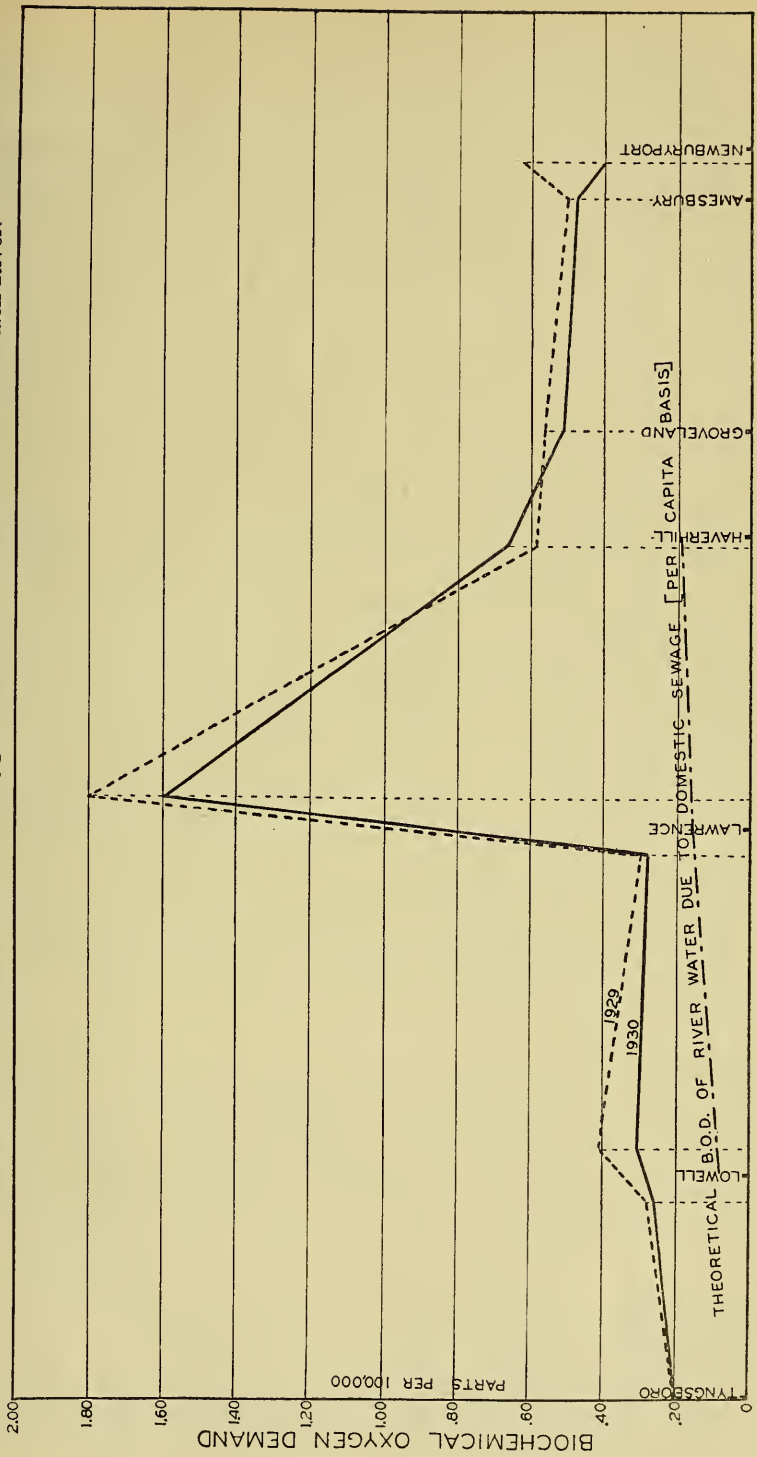 2.00
1.80
1.60
1.40
1.20
1.00
.80
.60
.40
.20
0
BIOCHEMICAL OXYGEN DEMAND
PARTS PER 100,000
1929
1930
THEORETICAL B.O.D. OF RIVER WATER DUE TO DOMESTIC SEWAGE [PER CAPITA BASIS]
TYNGSBORO
LOWELL
LAWRENCE
HAVERHILL
GROVELAND
AMESBURY
NEWBURYPORT